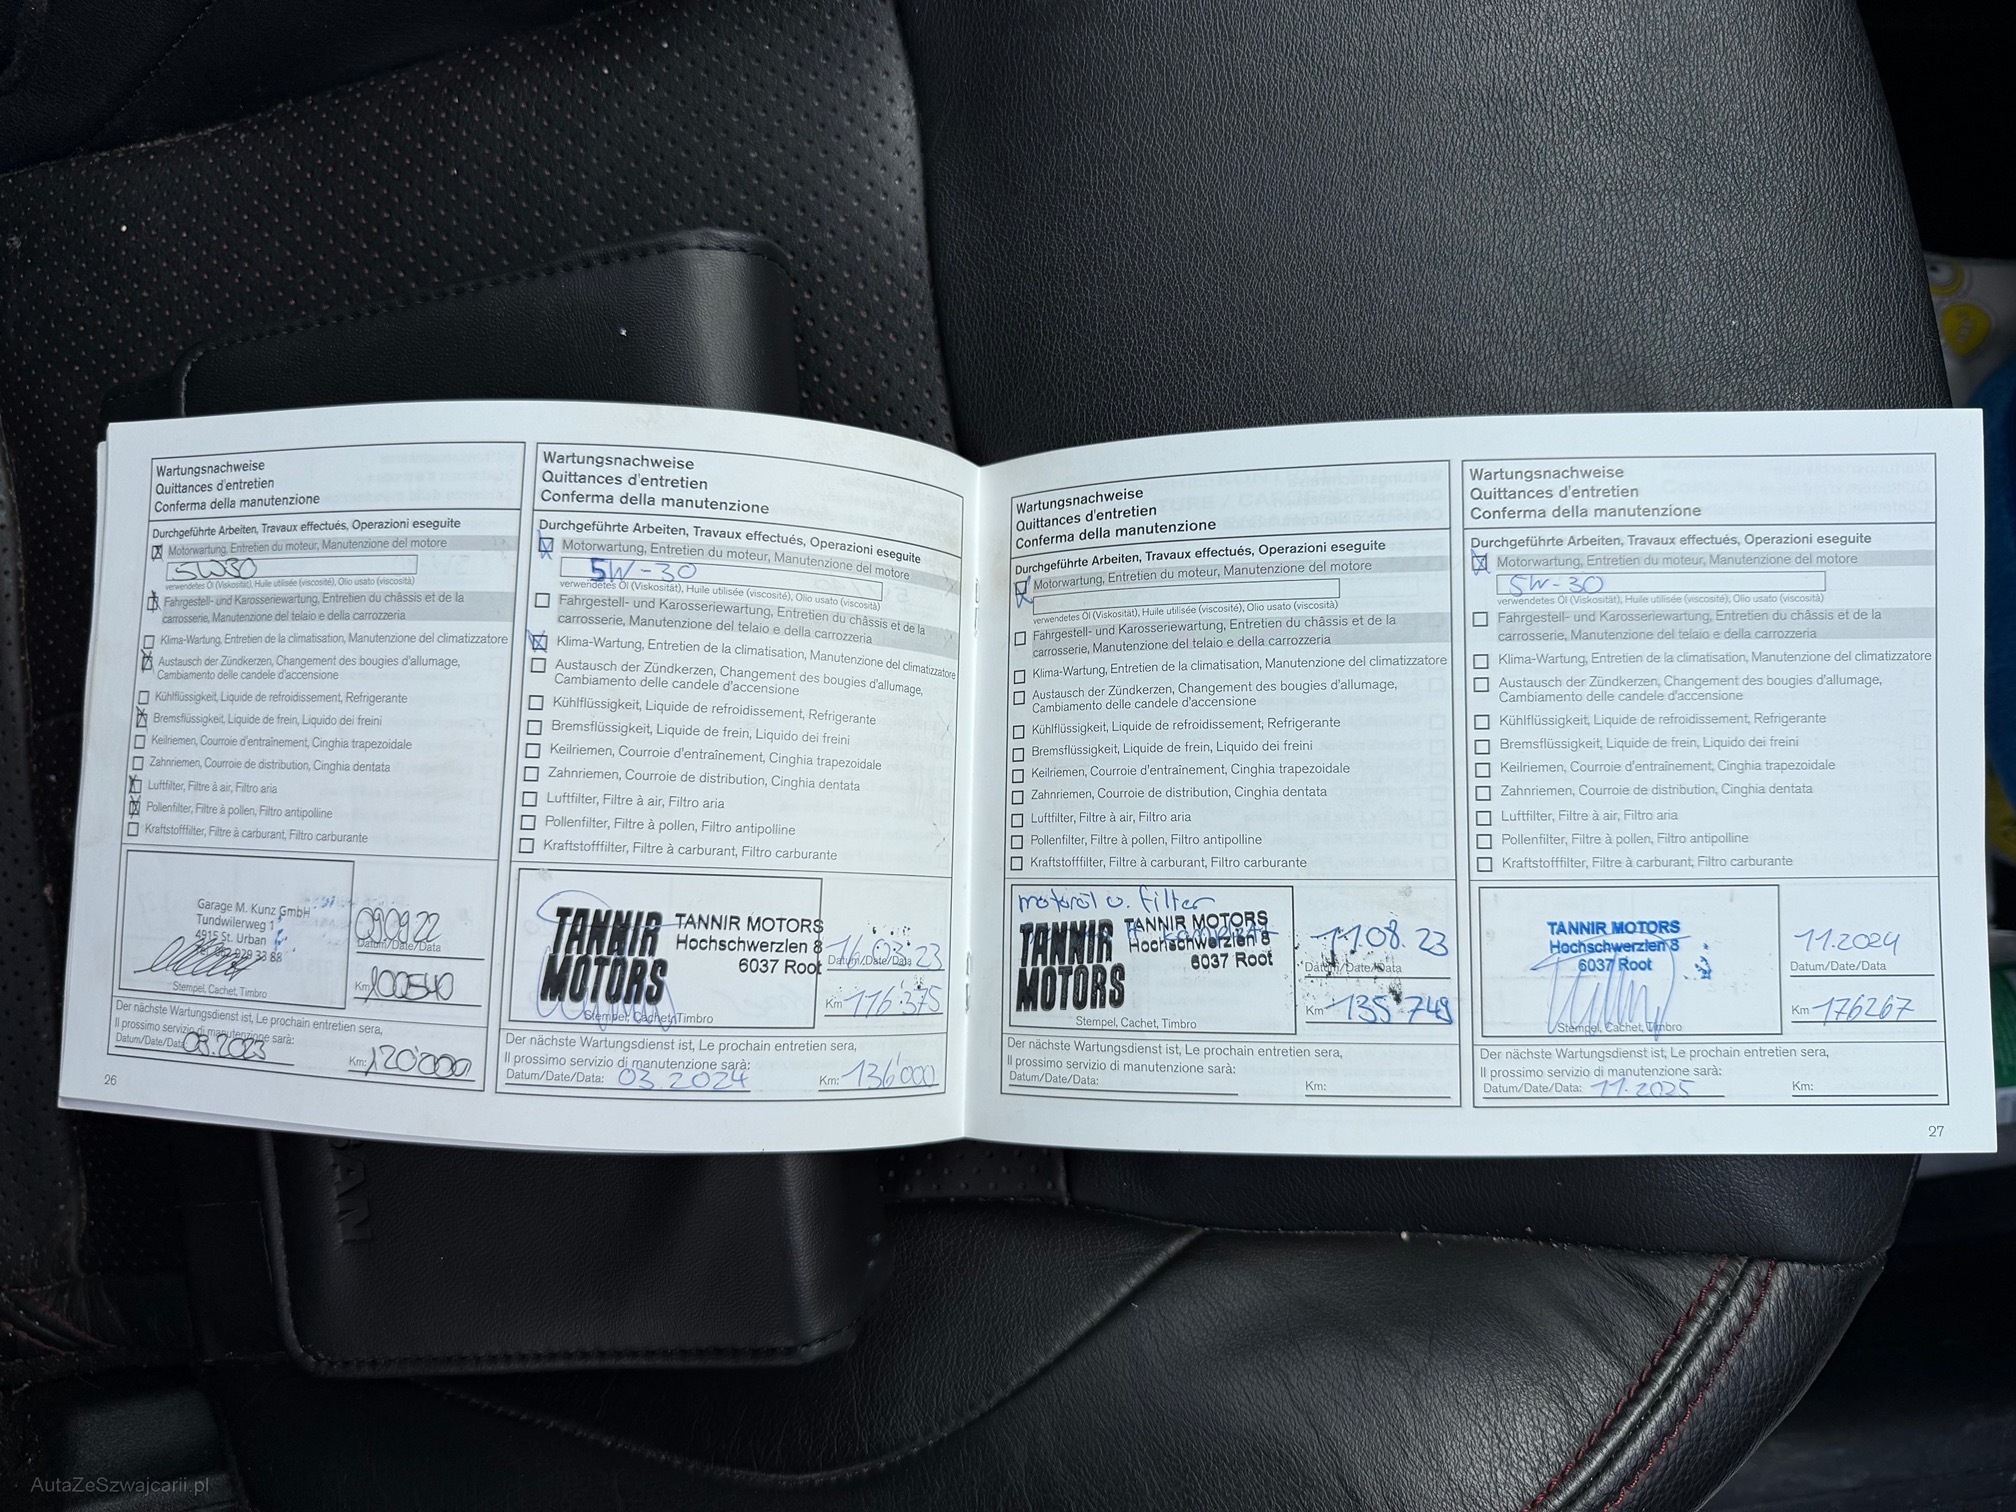 Wartungsnachweise
Quittances d'entretien
Conferma della manutenzione
Durchgeführte Arbeiten, Travaux effectués, Operazioni eseguite
Motorwartung, Entretien du moteur, Manutenzione del motore
5W30
verwendetes Öl (Viskosität), Huile utilisée (viscosité), Olio usato (viscosità)
Fahrgestell- und Karosseriewartung, Entretien du châssis et de la
carrosserie, Manutenzione del telaio e della carrozzeria
Klima-Wartung, Entretien de la climatisation, Manutenzione del climatizzatore
Austausch der Zündkerzen, Changement des bougies d'allumage,
Cambiamento delle candele d'accensione
Kühlflüssigkeit, Liquide de refroidissement, Refrigerante
Bremsflüssigkeit, Liquide de frein, Liquido dei freini
Keilriemen, Courroie d'entraînement, Cinghia trapezoidale
Zahnriemen, Courroie de distribution, Cinghia dentata
Luftfilter, Filtre à air, Filtro aria
Pollenfilter, Filtre à pollen, Filtro antipolline
Kraftstofffilter, Filtre à carburant, Filtro carburante
Garage M. Kunz GmbH
Tundwilerweg 1
4915 St. Urban
Stempel, Cachet, Timbro
09.09.22
Datum/Date/Data
Km 100540
Der nächste Wartungsdienst ist, Le prochain entretien sera,
Il prossimo servizio di manutenzione sarà:
Datum/Date/Data: 03.2023
Km: 120'000
26
Wartungsnachweise
Quittances d'entretien
Conferma della manutenzione
Durchgeführte Arbeiten, Travaux effectués, Operazioni eseguite
Motorwartung, Entretien du moteur, Manutenzione del motore
5W-30
verwendetes Öl (Viskosität), Huile utilisée (viscosité), Olio usato (viscosità)
Fahrgestell- und Karosseriewartung, Entretien du châssis et de la
carrosserie, Manutenzione del telaio e della carrozzeria
Klima-Wartung, Entretien de la climatisation, Manutenzione del climatizzatore
Austausch der Zündkerzen, Changement des bougies d'allumage,
Cambiamento delle candele d'accensione
Kühlflüssigkeit, Liquide de refroidissement, Refrigerante
Bremsflüssigkeit, Liquide de frein, Liquido dei freini
Keilriemen, Courroie d'entraînement, Cinghia trapezoidale
Zahnriemen, Courroie de distribution, Cinghia dentata
Luftfilter, Filtre à air, Filtro aria
Pollenfilter, Filtre à pollen, Filtro antipolline
Kraftstofffilter, Filtre à carburant, Filtro carburante
TANNIR
MOTORS
TANNIR MOTORS
Hochschwerzlen 8
6037 Root
Stempel, Cachet, Timbro
16.03.23
Datum/Date/Data
Km 116'375
Der nächste Wartungsdienst ist, Le prochain entretien sera,
Il prossimo servizio di manutenzione sarà:
Datum/Date/Data: 03.2024
Km: 136'000
Wartungsnachweise
Quittances d'entretien
Conferma della manutenzione
Durchgeführte Arbeiten, Travaux effectués, Operazioni eseguite
Motorwartung, Entretien du moteur, Manutenzione del motore
verwendetes Öl (Viskosität), Huile utilisée (viscosité), Olio usato (viscosità)
Fahrgestell- und Karosseriewartung, Entretien du châssis et de la
carrosserie, Manutenzione del telaio e della carrozzeria
Klima-Wartung, Entretien de la climatisation, Manutenzione del climatizzatore
Austausch der Zündkerzen, Changement des bougies d'allumage,
Cambiamento delle candele d'accensione
Kühlflüssigkeit, Liquide de refroidissement, Refrigerante
Bremsflüssigkeit, Liquide de frein, Liquido dei freini
Keilriemen, Courroie d'entraînement, Cinghia trapezoidale
Zahnriemen, Courroie de distribution, Cinghia dentata
Luftfilter, Filtre à air, Filtro aria
Pollenfilter, Filtre à pollen, Filtro antipolline
Kraftstofffilter, Filtre à carburant, Filtro carburante
motoröl u. filter
TANNIR
MOTORS
TANNIR MOTORS
Hochschwerzlen 8
6037 Root
Stempel, Cachet, Timbro
11.08.23
Datum/Date/Data
Km 135'749
Der nächste Wartungsdienst ist, Le prochain entretien sera,
Il prossimo servizio di manutenzione sarà:
Datum/Date/Data:
Km:
Wartungsnachweise
Quittances d'entretien
Conferma della manutenzione
Durchgeführte Arbeiten, Travaux effectués, Operazioni eseguite
Motorwartung, Entretien du moteur, Manutenzione del motore
5W-30
verwendetes Öl (Viskosität), Huile utilisée (viscosité), Olio usato (viscosità)
Fahrgestell- und Karosseriewartung, Entretien du châssis et de la
carrosserie, Manutenzione del telaio e della carrozzeria
Klima-Wartung, Entretien de la climatisation, Manutenzione del climatizzatore
Austausch der Zündkerzen, Changement des bougies d'allumage,
Cambiamento delle candele d'accensione
Kühlflüssigkeit, Liquide de refroidissement, Refrigerante
Bremsflüssigkeit, Liquide de frein, Liquido dei freini
Keilriemen, Courroie d'entraînement, Cinghia trapezoidale
Zahnriemen, Courroie de distribution, Cinghia dentata
Luftfilter, Filtre à air, Filtro aria
Pollenfilter, Filtre à pollen, Filtro antipolline
Kraftstofffilter, Filtre à carburant, Filtro carburante
TANNIR MOTORS
Hochschwerzlen 8
6037 Root
Stempel, Cachet, Timbro
11.2024
Datum/Date/Data
Km 176267
Der nächste Wartungsdienst ist, Le prochain entretien sera,
Il prossimo servizio di manutenzione sarà:
Datum/Date/Data: 11.2025
Km:
27
AutaZeSzwajcarii.pl